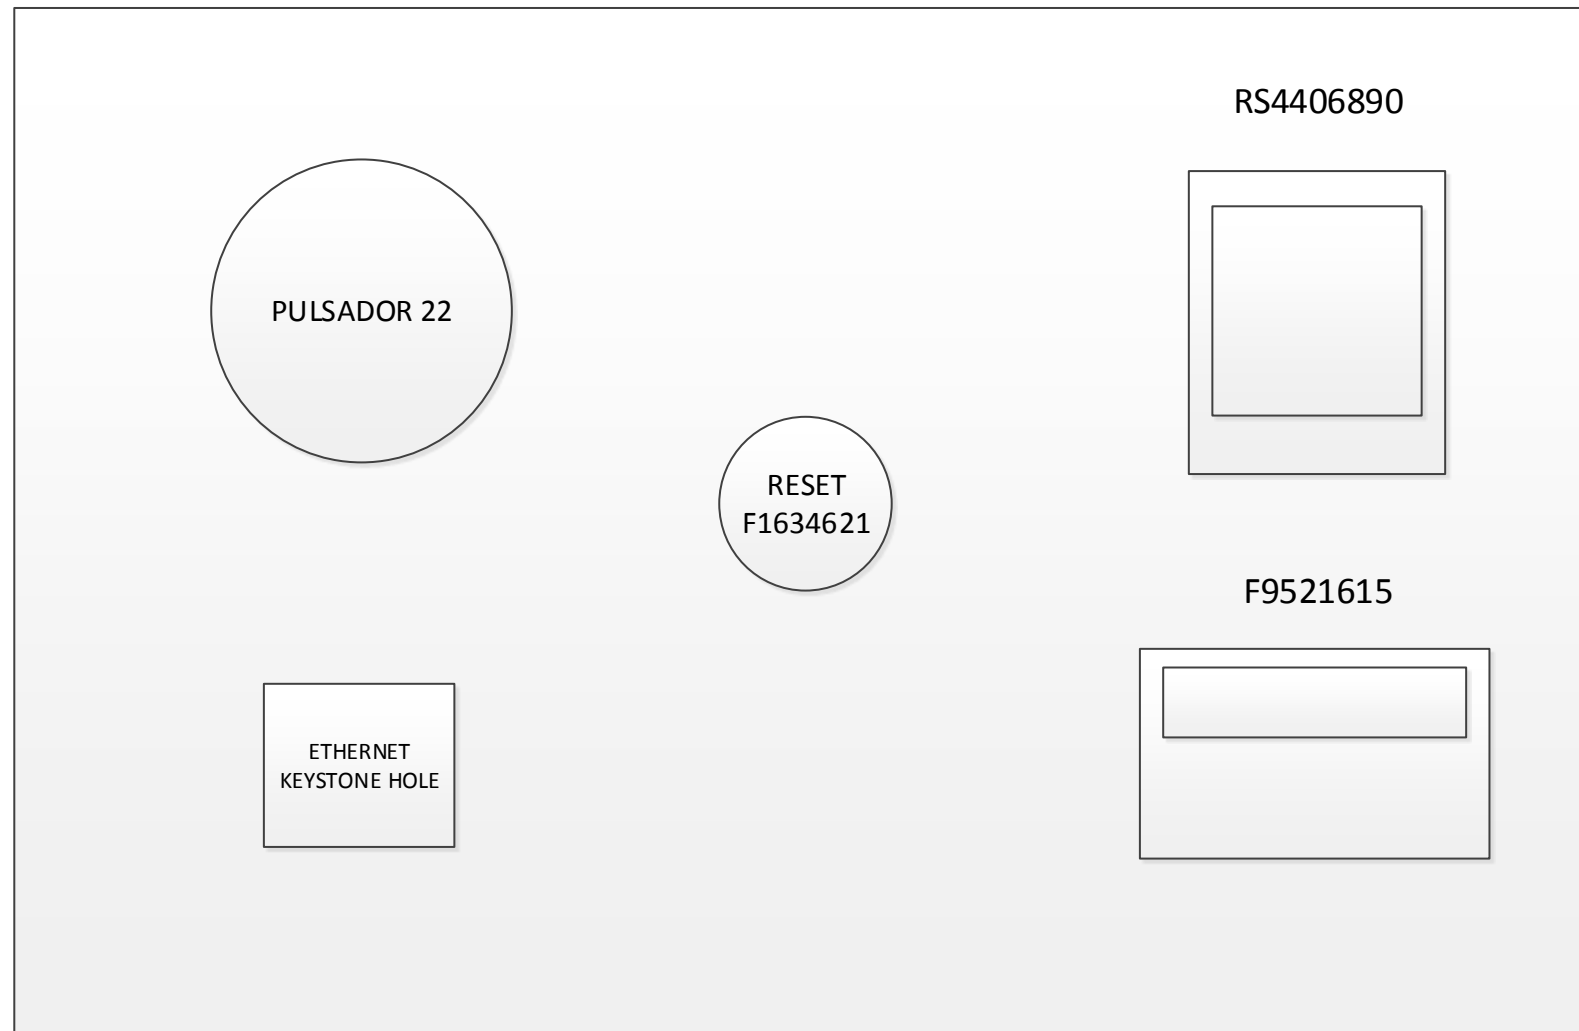 RS4406890
PULSADOR 22
RESET
F1634621
F9521615
ETHERNET
KEYSTONE HOLE